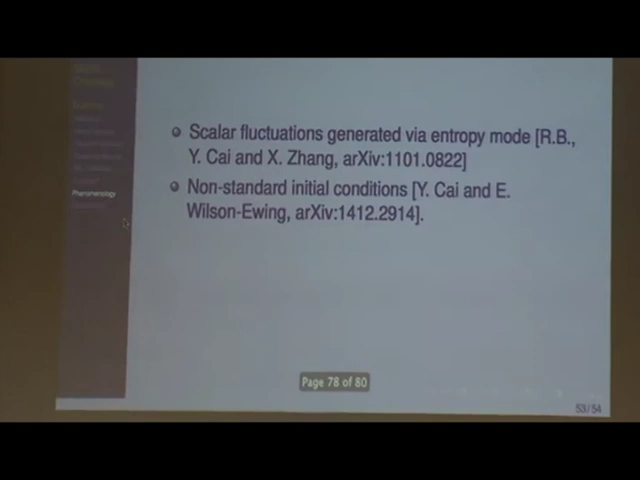 Scalar fluctuations generated via entropy mode [R.B.,
Y. Cai and X. Zhang, arXiv:1101.0822]
Non-standard initial conditions [Y. Cai and E.
Wilson-Ewing, arXiv:1412.2914].
Phenomenology
Page 78 of 80
53/54